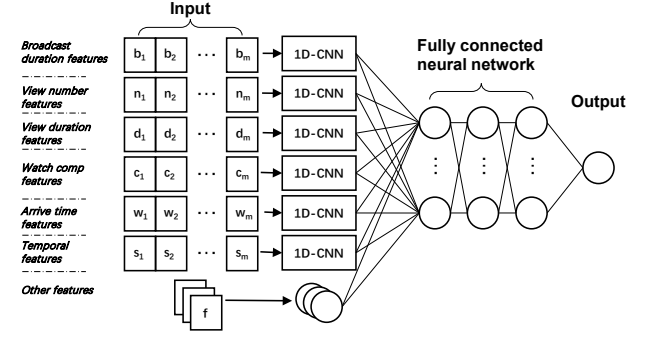 Input
Broadcast
duration features
b1 b2 ... bm
1D-CNN
View number
features
n1 n2 ... nm
1D-CNN
View duration
features
d1 d2 ... dm
1D-CNN
Watch comp
features
c1 c2 ... cm
1D-CNN
Arrive time
features
w1 w2 ... wm
1D-CNN
Temporal
features
s1 s2 ... sm
1D-CNN
Other features
f
Fully connected
neural network
Output